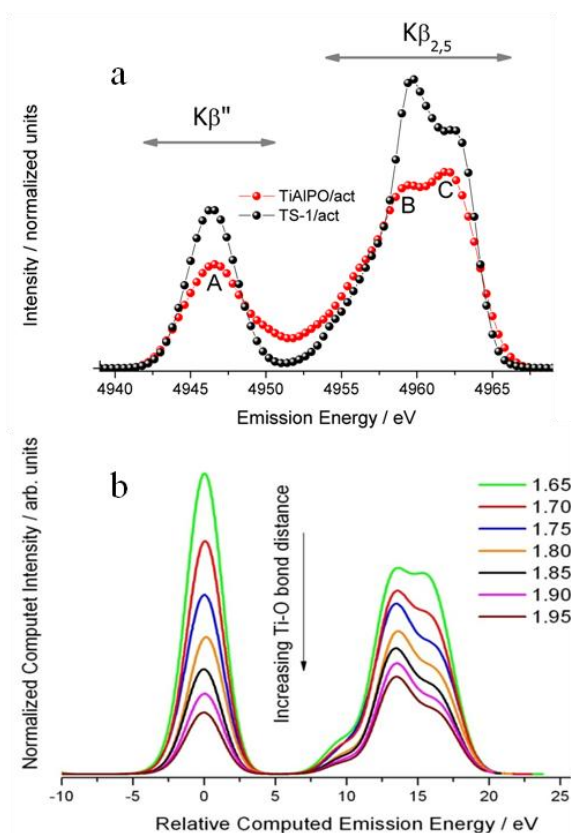 a
Kβ2,5
Kβ"
TiAlPO/act
TS-1/act
A
B
C
Intensity / normalized units
4940 4945 4950 4955 4960 4965
Emission Energy / eV
b
1.65
1.70
1.75
1.80
1.85
1.90
1.95
Increasing Ti-O bond distance
Normalized Computet Intensity / arb. units
-10 -5 0 5 10 15 20 25
Relative Computed Emission Energy / eV